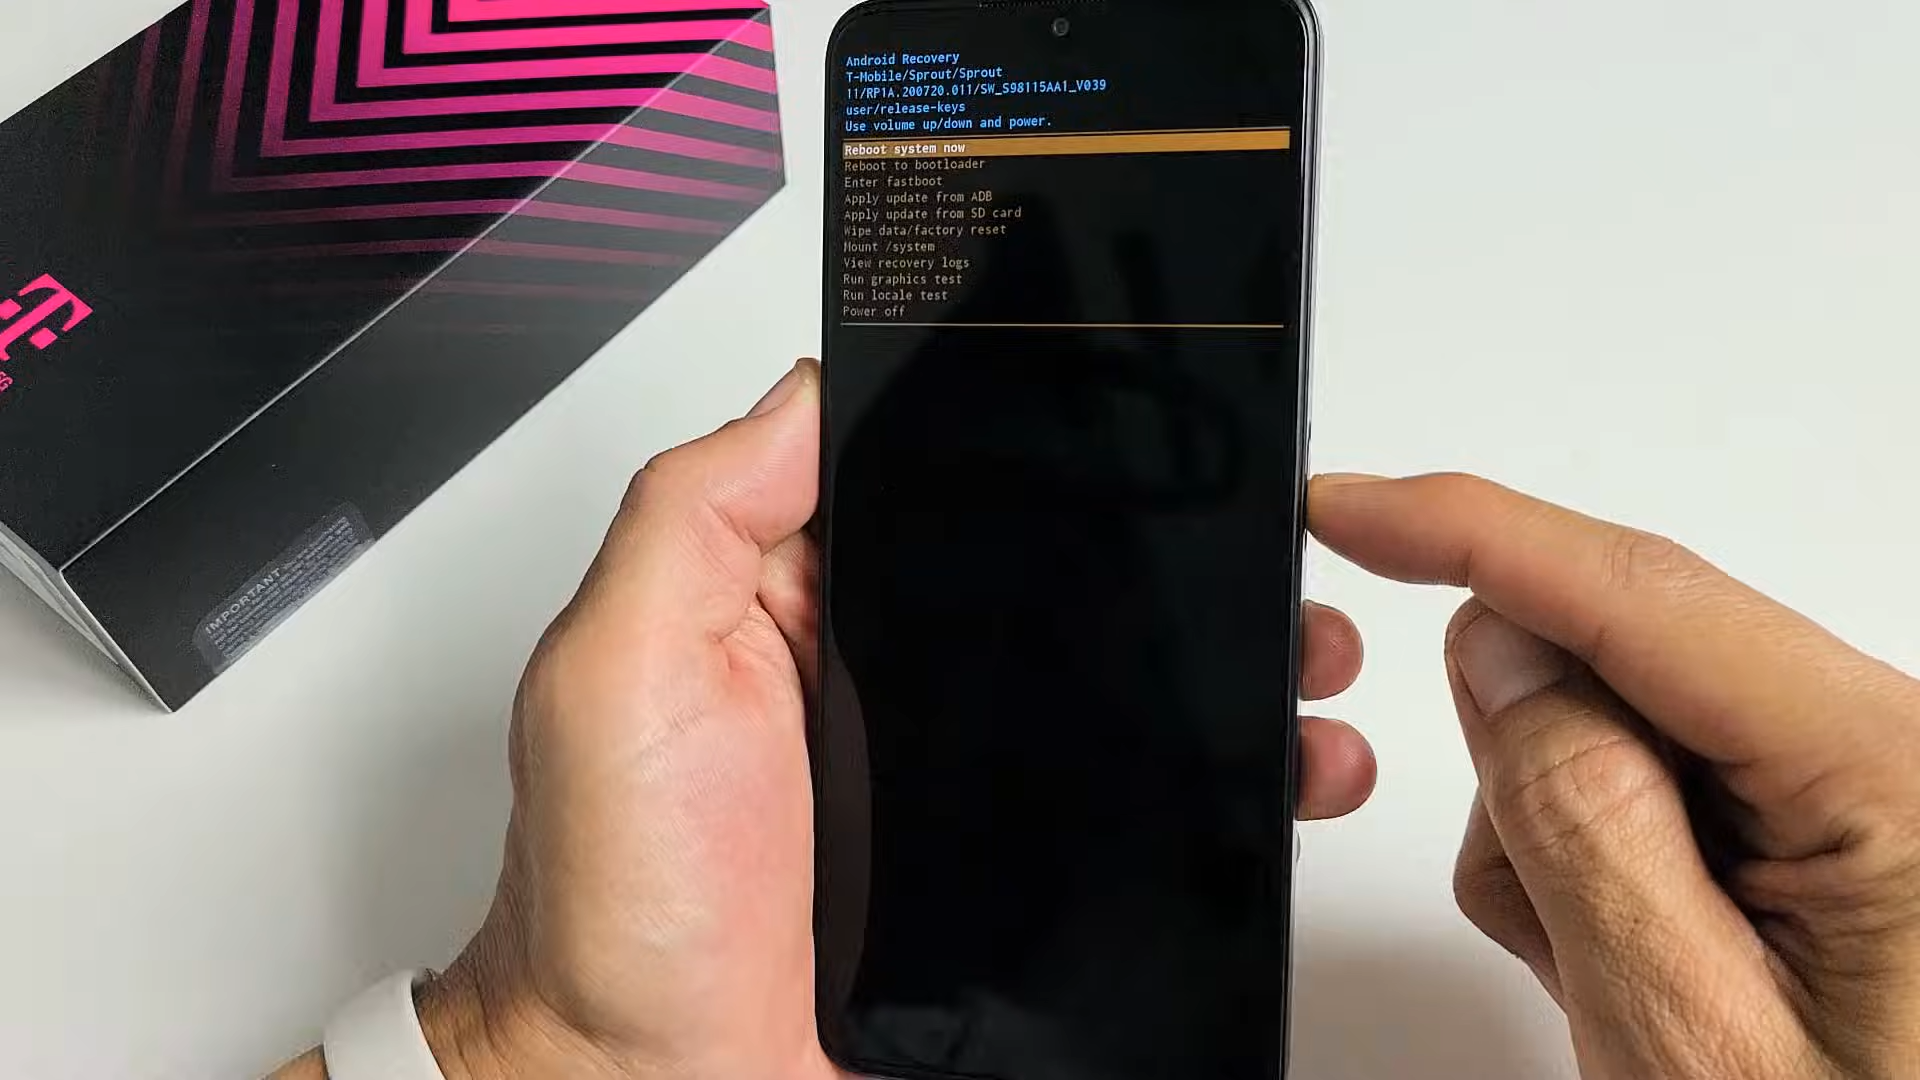 Android Recovery
T-Mobile/Sprout/Sprout
11/RP1A.200720.011/SW_S98115AA1_V039
user/release-keys
Use volume up/down and power.
Reboot system now
Reboot to bootloader
Enter fastboot
Apply update from ADB
Apply update from SD card
Wipe data/factory reset
Mount /system
View recovery logs
Run graphics test
Run locale test
Power off
T
5G
IMPORTANT